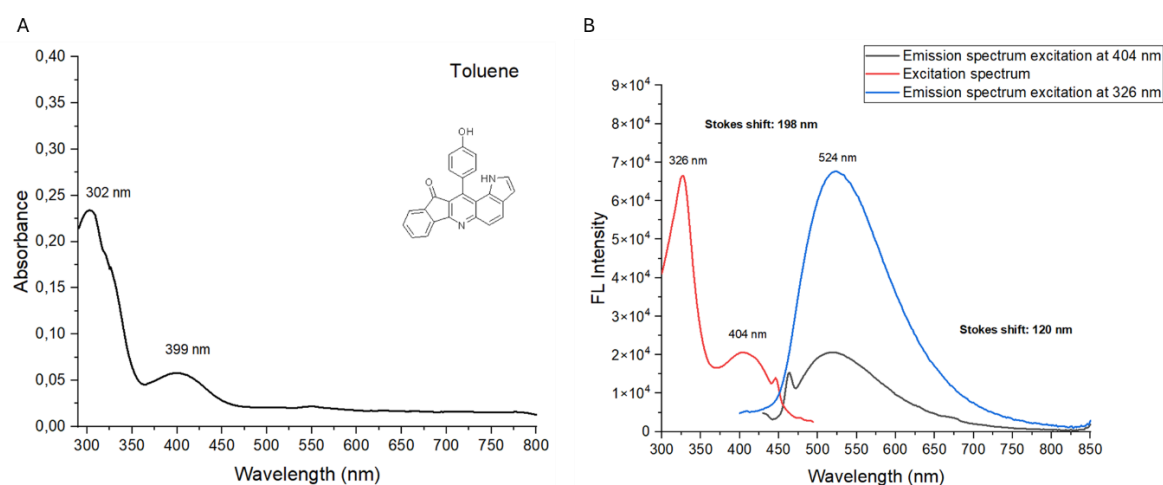 A
0,40
0,35
0,30
0,25
0,20
0,15
0,10
0,05
0,00
Absorbance
Toluene
302 nm
399 nm
OH
O
N
HN
300 350 400 450 500 550 600 650 700 750 800
Wavelength (nm)
B
Emission spectrum excitation at 404 nm
Excitation spectrum
Emission spectrum excitation at 326 nm
9×10⁴
8×10⁴
7×10⁴
6×10⁴
5×10⁴
4×10⁴
3×10⁴
2×10⁴
1×10⁴
0
FL Intensity
Stokes shift: 198 nm
326 nm
524 nm
404 nm
Stokes shift: 120 nm
300 350 400 450 500 550 600 650 700 750 800 850
Wavelength (nm)